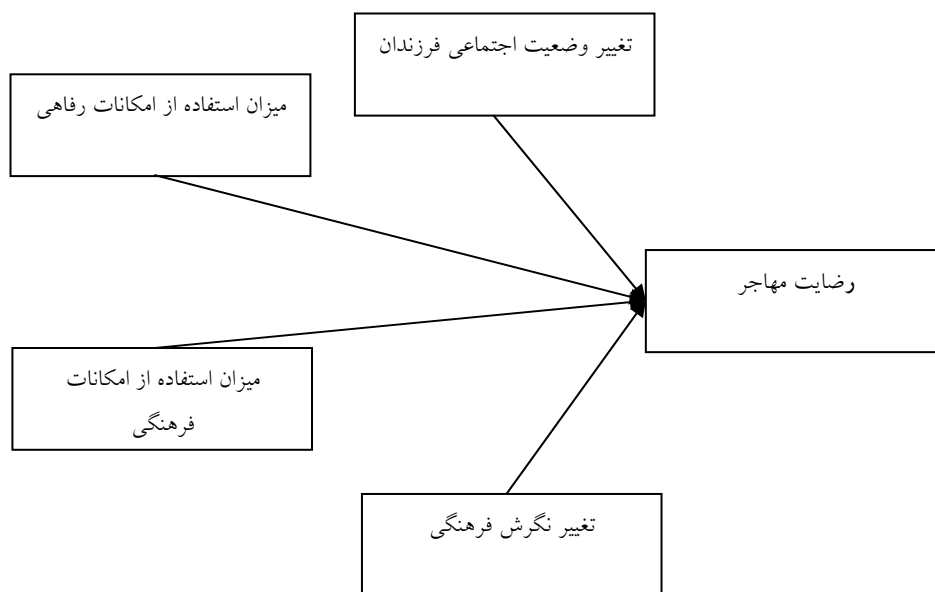 تغییر وضعیت اجتماعی فرزندان
میزان استفاده از امکانات رفاهی
رضایت مهاجر
میزان استفاده از امکانات
فرهنگی
تغییر نگرش فرهنگی